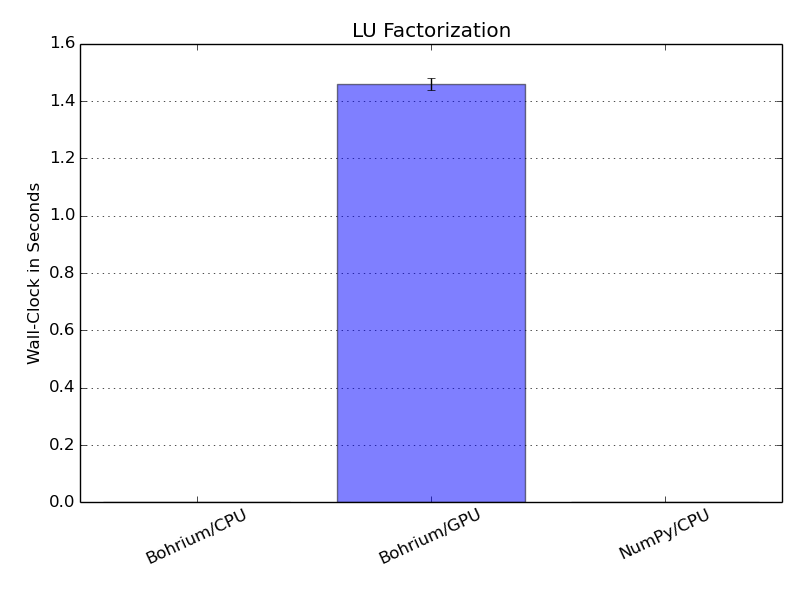 LU Factorization
Wall-Clock in Seconds
1.6
1.4
1.2
1.0
0.8
0.6
0.4
0.2
0.0
Bohrium/CPU
Bohrium/GPU
NumPy/CPU